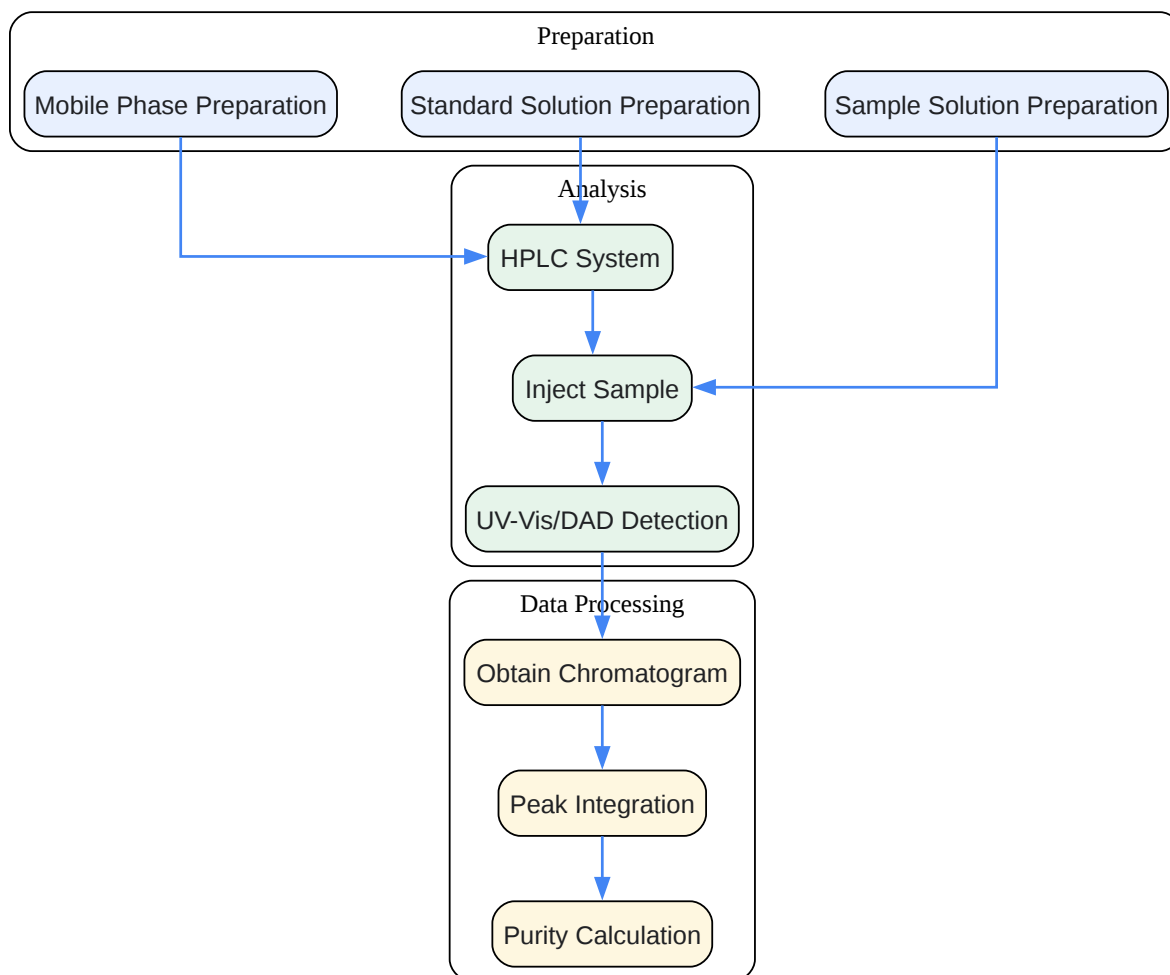 Preparation
Mobile Phase Preparation
Standard Solution Preparation
Sample Solution Preparation
Analysis
HPLC System
Inject Sample
UV-Vis/DAD Detection
Data Processing
Obtain Chromatogram
Peak Integration
Purity Calculation